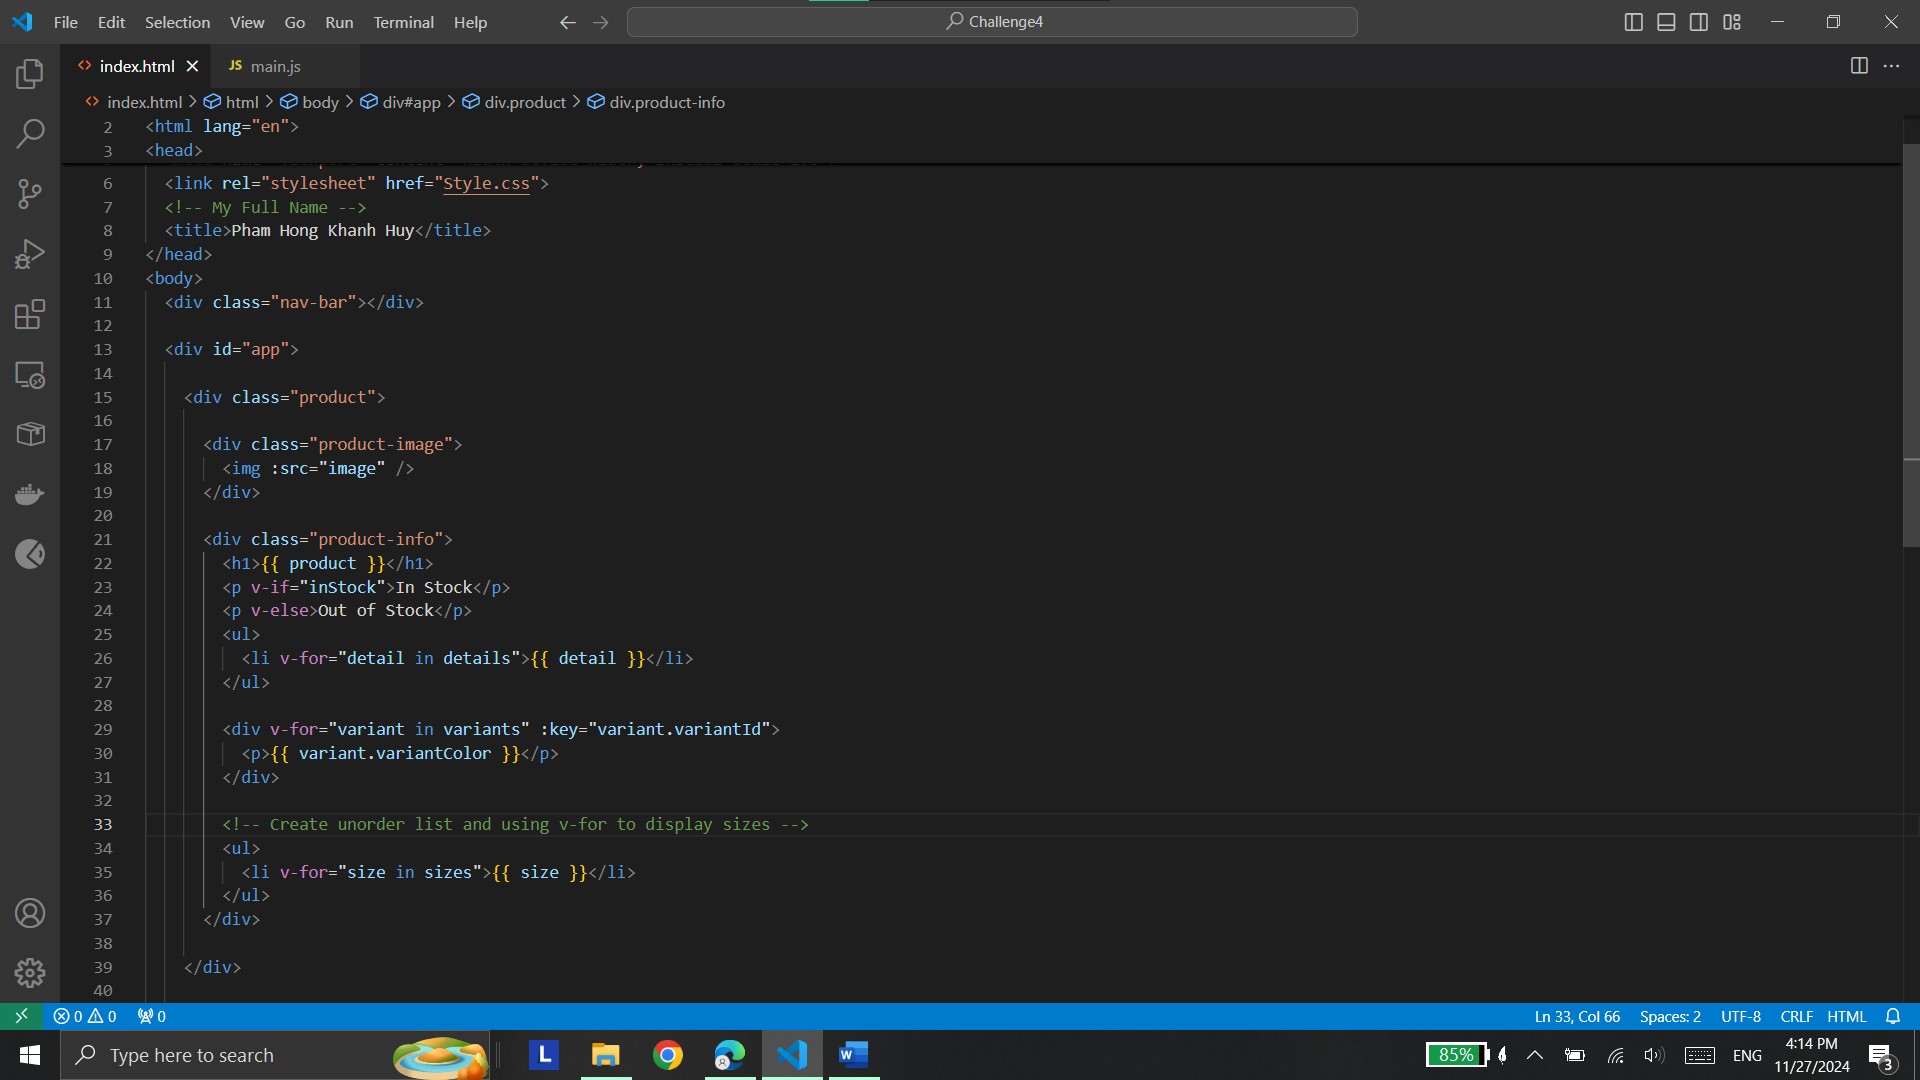 File Edit Selection View Go Run Terminal Help
Challenge4
index.html
JS main.js
index.html > html > body > div#app > div.product > div.product-info
2 <html lang="en">
3 <head>
6 <link rel="stylesheet" href="Style.css">
7 <!-- My Full Name -->
8 <title>Pham Hong Khanh Huy</title>
9 </head>
10 <body>
11 <div class="nav-bar"></div>
12
13 <div id="app">
14
15 <div class="product">
16
17 <div class="product-image">
18 <img :src="image" />
19 </div>
20
21 <div class="product-info">
22 <h1>{{ product }}</h1>
23 <p v-if="inStock">In Stock</p>
24 <p v-else>Out of Stock</p>
25 <ul>
26 <li v-for="detail in details">{{ detail }}</li>
27 </ul>
28
29 <div v-for="variant in variants" :key="variant.variantId">
30 <p>{{ variant.variantColor }}</p>
31 </div>
32
33 <!-- Create unorder list and using v-for to display sizes -->
34 <ul>
35 <li v-for="size in sizes">{{ size }}</li>
36 </ul>
37 </div>
38
39 </div>
40
0 0 0 Ln 33, Col 66 Spaces: 2 UTF-8 CRLF HTML
Type here to search
L
W
85%
ENG
4:14 PM
11/27/2024
3